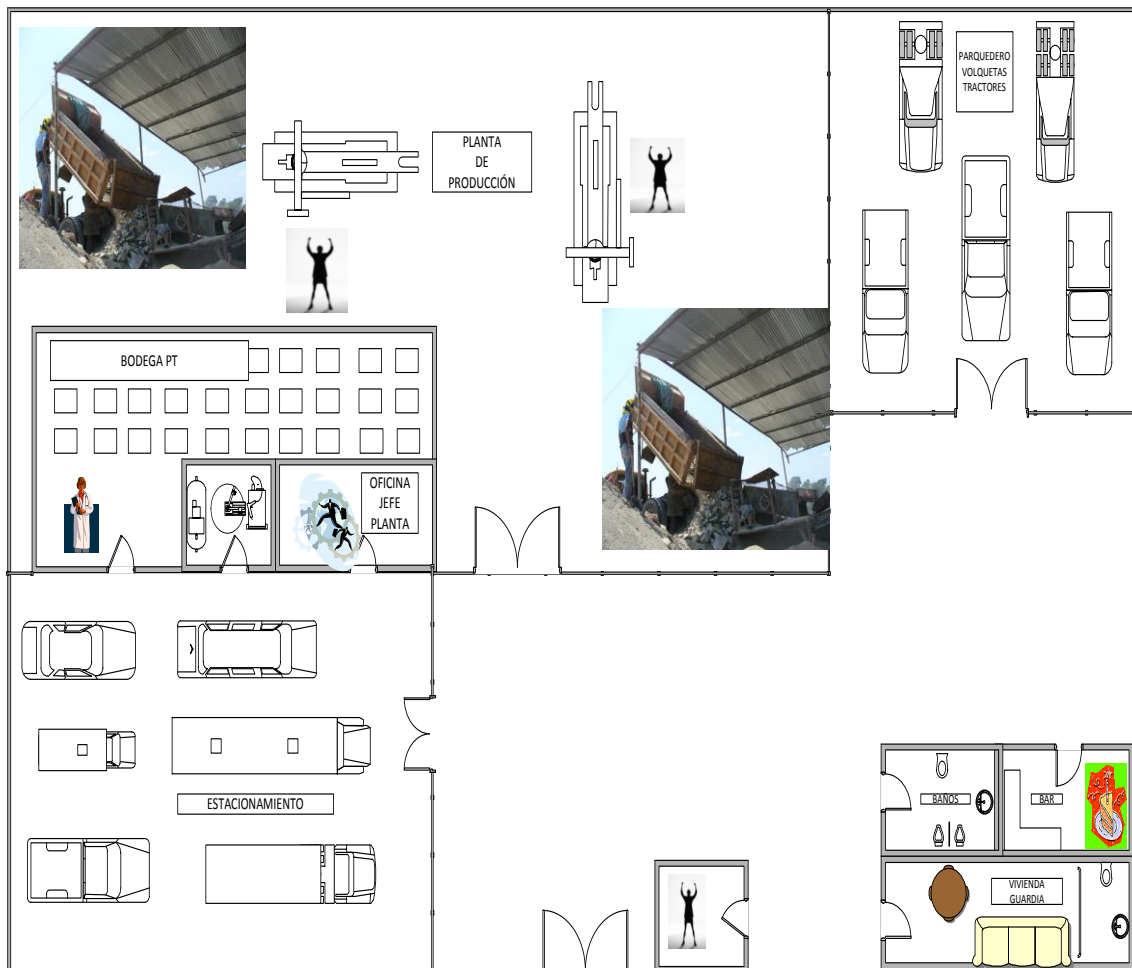 PARQUEDERO
VOLQUETAS
TRACTORES
PLANTA
DE
PRODUCCIÓN
BODEGA PT
OFICINA
JEFE
PLANTA
ESTACIONAMIENTO
BAÑOS
BAR
VIVIENDA
GUARDIA